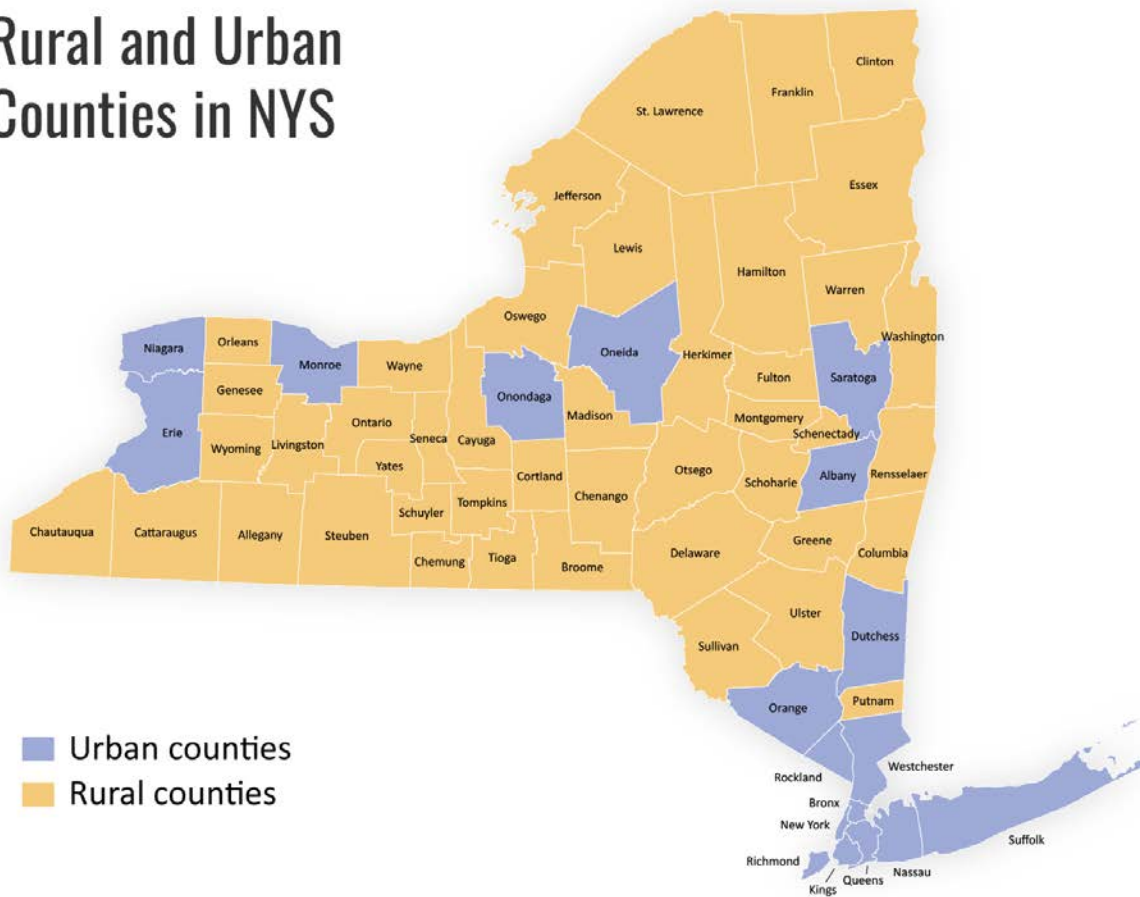 Rural and Urban
Counties in NYS
Clinton
Franklin
St. Lawrence
Essex
Jefferson
Lewis
Hamilton
Warren
Oswego
Washington
Niagara
Orleans
Monroe
Wayne
Oneida
Herkimer
Fulton
Saratoga
Genesee
Onondaga
Madison
Montgomery
Ontario
Erie
Schenectady
Seneca
Cayuga
Wyoming
Livingston
Yates
Cortland
Otsego
Schoharie
Albany
Rensselaer
Chenango
Tompkins
Schuyler
Chautauqua
Cattaraugus
Allegany
Steuben
Greene
Delaware
Columbia
Chemung
Tioga
Broome
Ulster
Dutchess
Sullivan
Putnam
Orange
Urban counties
Rural counties
Westchester
Rockland
Bronx
New York
Suffolk
Richmond
Nassau
Queens
Kings